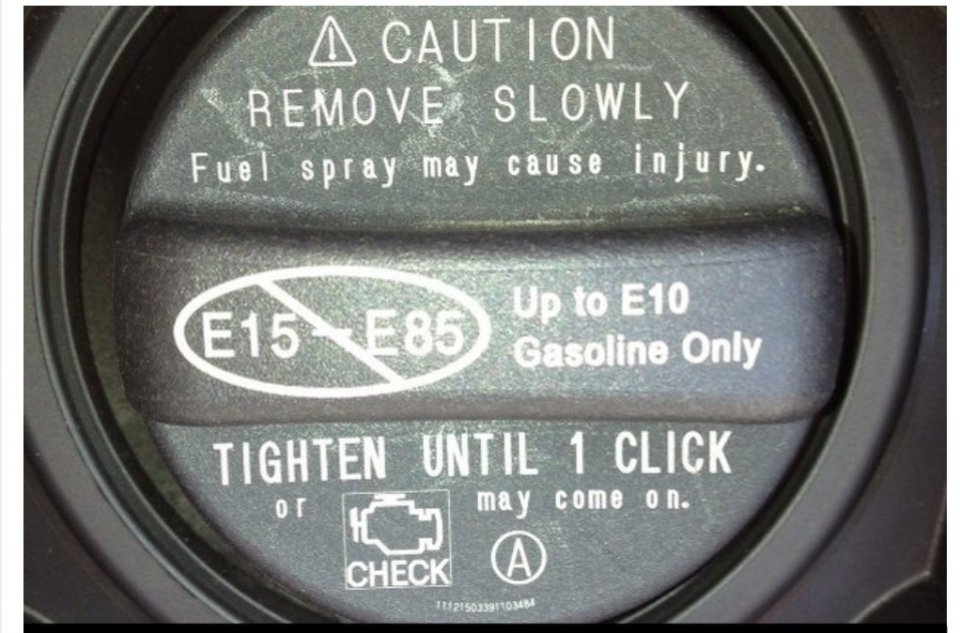 CAUTION
REMOVE SLOWLY
Fuel spray may cause injury.
E15-E85
Up to E10
Gasoline Only
TIGHTEN UNTIL 1 CLICK
or CHECK may come on.
A
11121503391103484